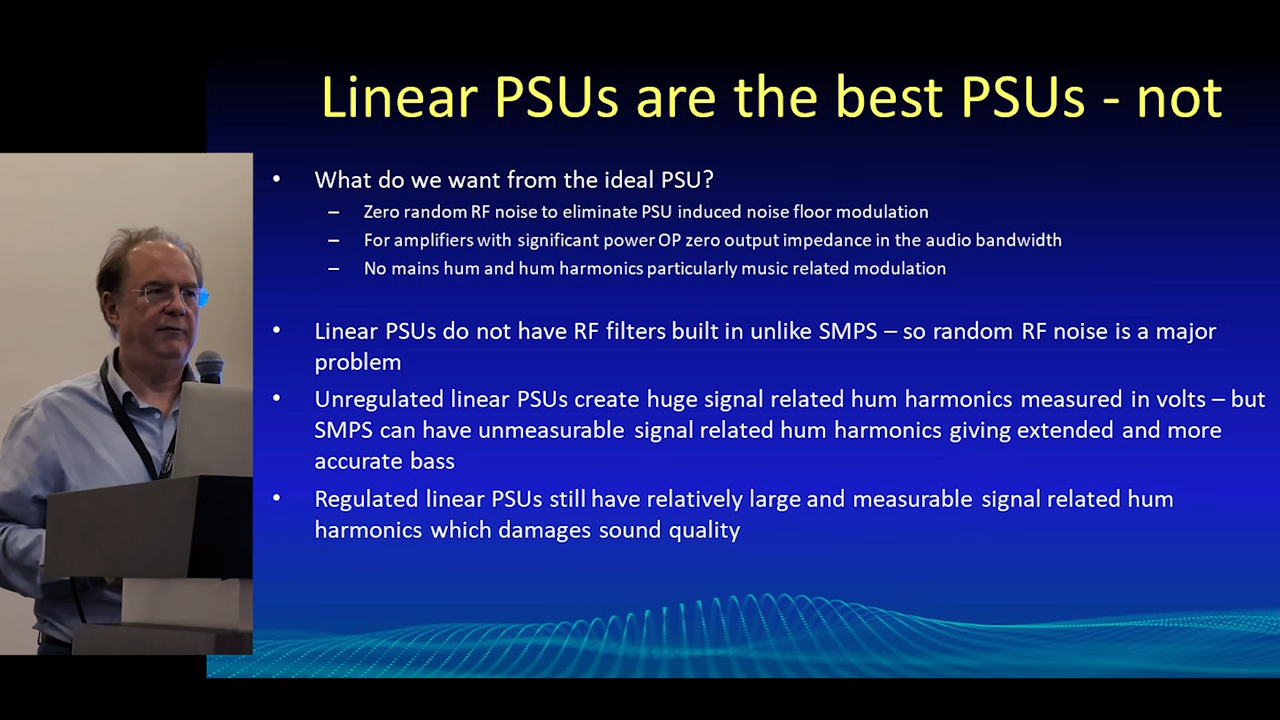 Linear PSUs are the best PSUs - not
• What do we want from the ideal PSU?
– Zero random RF noise to eliminate PSU induced noise floor modulation
– For amplifiers with significant power OP zero output impedance in the audio bandwidth
– No mains hum and hum harmonics particularly music related modulation
• Linear PSUs do not have RF filters built in unlike SMPS – so random RF noise is a major
problem
• Unregulated linear PSUs create huge signal related hum harmonics measured in volts – but
SMPS can have unmeasurable signal related hum harmonics giving extended and more
accurate bass
• Regulated linear PSUs still have relatively large and measurable signal related hum
harmonics which damages sound quality